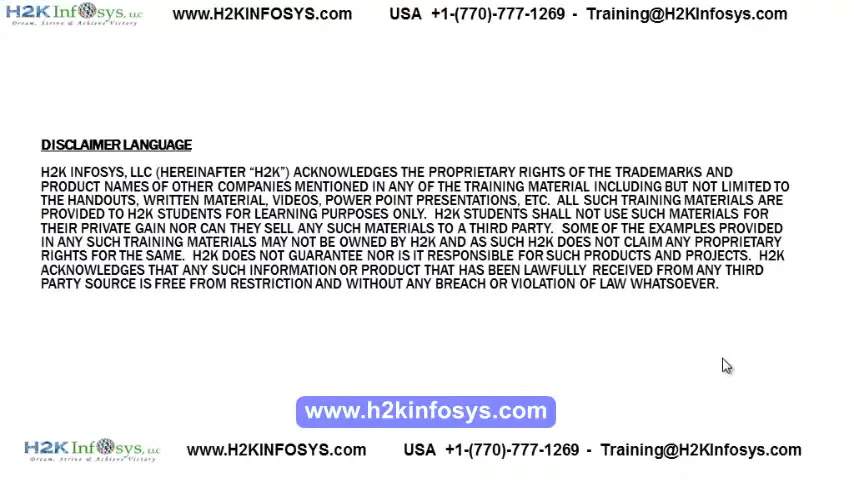 H2K Infosys, LLC
Dream, Strive & Achieve Victory
www.H2KINFOSYS.com USA +1-(770)-777-1269 - Training@H2KInfosys.com
DISCLAIMER LANGUAGE
H2K INFOSYS, LLC (HEREINAFTER “H2K”) ACKNOWLEDGES THE PROPRIETARY RIGHTS OF THE TRADEMARKS AND
PRODUCT NAMES OF OTHER COMPANIES MENTIONED IN ANY OF THE TRAINING MATERIAL INCLUDING BUT NOT LIMITED TO
THE HANDOUTS, WRITTEN MATERIAL, VIDEOS, POWER POINT PRESENTATIONS, ETC. ALL SUCH TRAINING MATERIALS ARE
PROVIDED TO H2K STUDENTS FOR LEARNING PURPOSES ONLY. H2K STUDENTS SHALL NOT USE SUCH MATERIALS FOR
THEIR PRIVATE GAIN NOR CAN THEY SELL ANY SUCH MATERIALS TO A THIRD PARTY. SOME OF THE EXAMPLES PROVIDED
IN ANY SUCH TRAINING MATERIALS MAY NOT BE OWNED BY H2K AND AS SUCH H2K DOES NOT CLAIM ANY PROPRIETARY
RIGHTS FOR THE SAME. H2K DOES NOT GUARANTEE NOR IS IT RESPONSIBLE FOR SUCH PRODUCTS AND PROJECTS. H2K
ACKNOWLEDGES THAT ANY SUCH INFORMATION OR PRODUCT THAT HAS BEEN LAWFULLY RECEIVED FROM ANY THIRD
PARTY SOURCE IS FREE FROM RESTRICTION AND WITHOUT ANY BREACH OR VIOLATION OF LAW WHATSOEVER.
www.h2kinfosys.com
H2K Infosys, LLC
Dream, Strive & Achieve Victory
www.H2KINFOSYS.com USA +1-(770)-777-1269 - Training@H2KInfosys.com